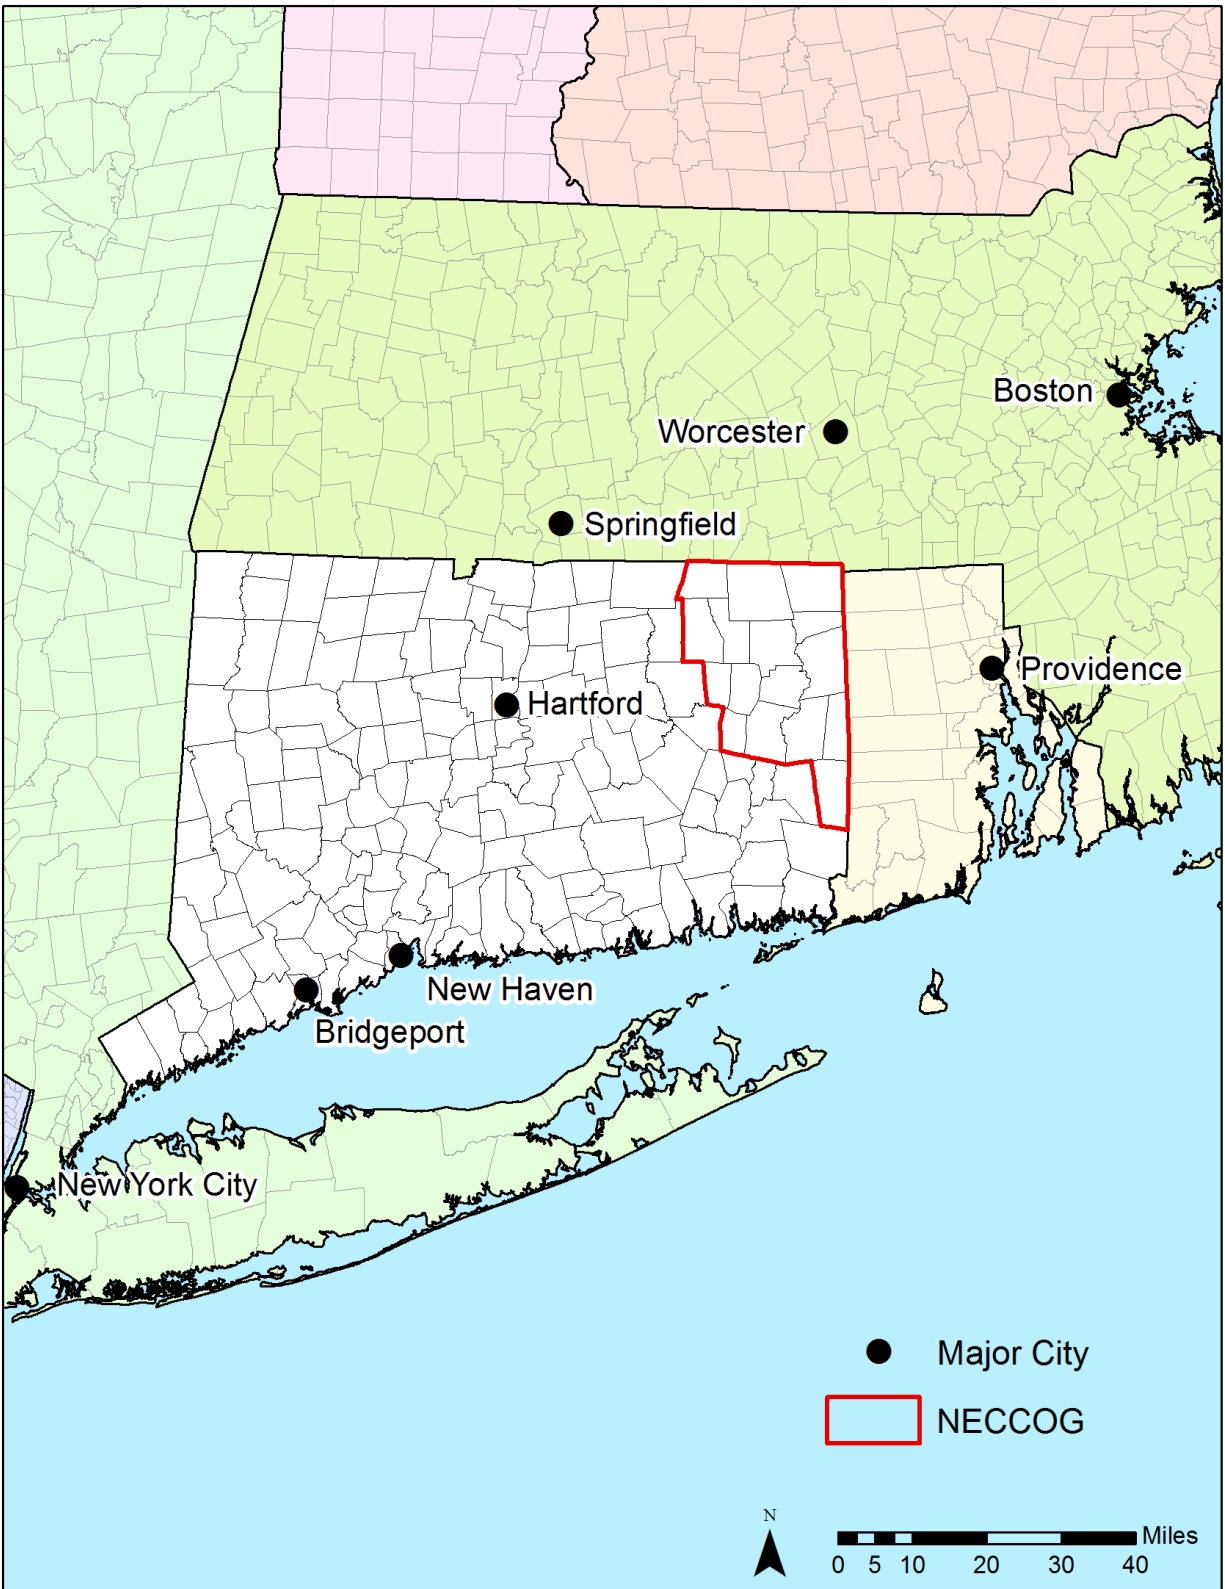 Boston
Worcester
Springfield
Providence
Hartford
New Haven
Bridgeport
New York City
Major City
NECCOG
N
Miles
0 5 10 20 30 40